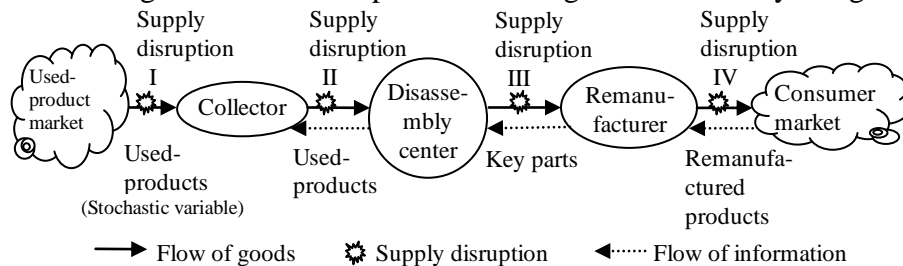 Supply
disruption
I
Supply
disruption
II
Supply
disruption
III
Supply
disruption
IV
Used-
product
market
Collector
Disasse-
mbly
center
Remanu-
facturer
Consumer
market
Used-
products
(Stochastic variable)
Used-
products
Key parts
Remanufa-
ctured
products
Flow of goods
Supply disruption
Flow of information